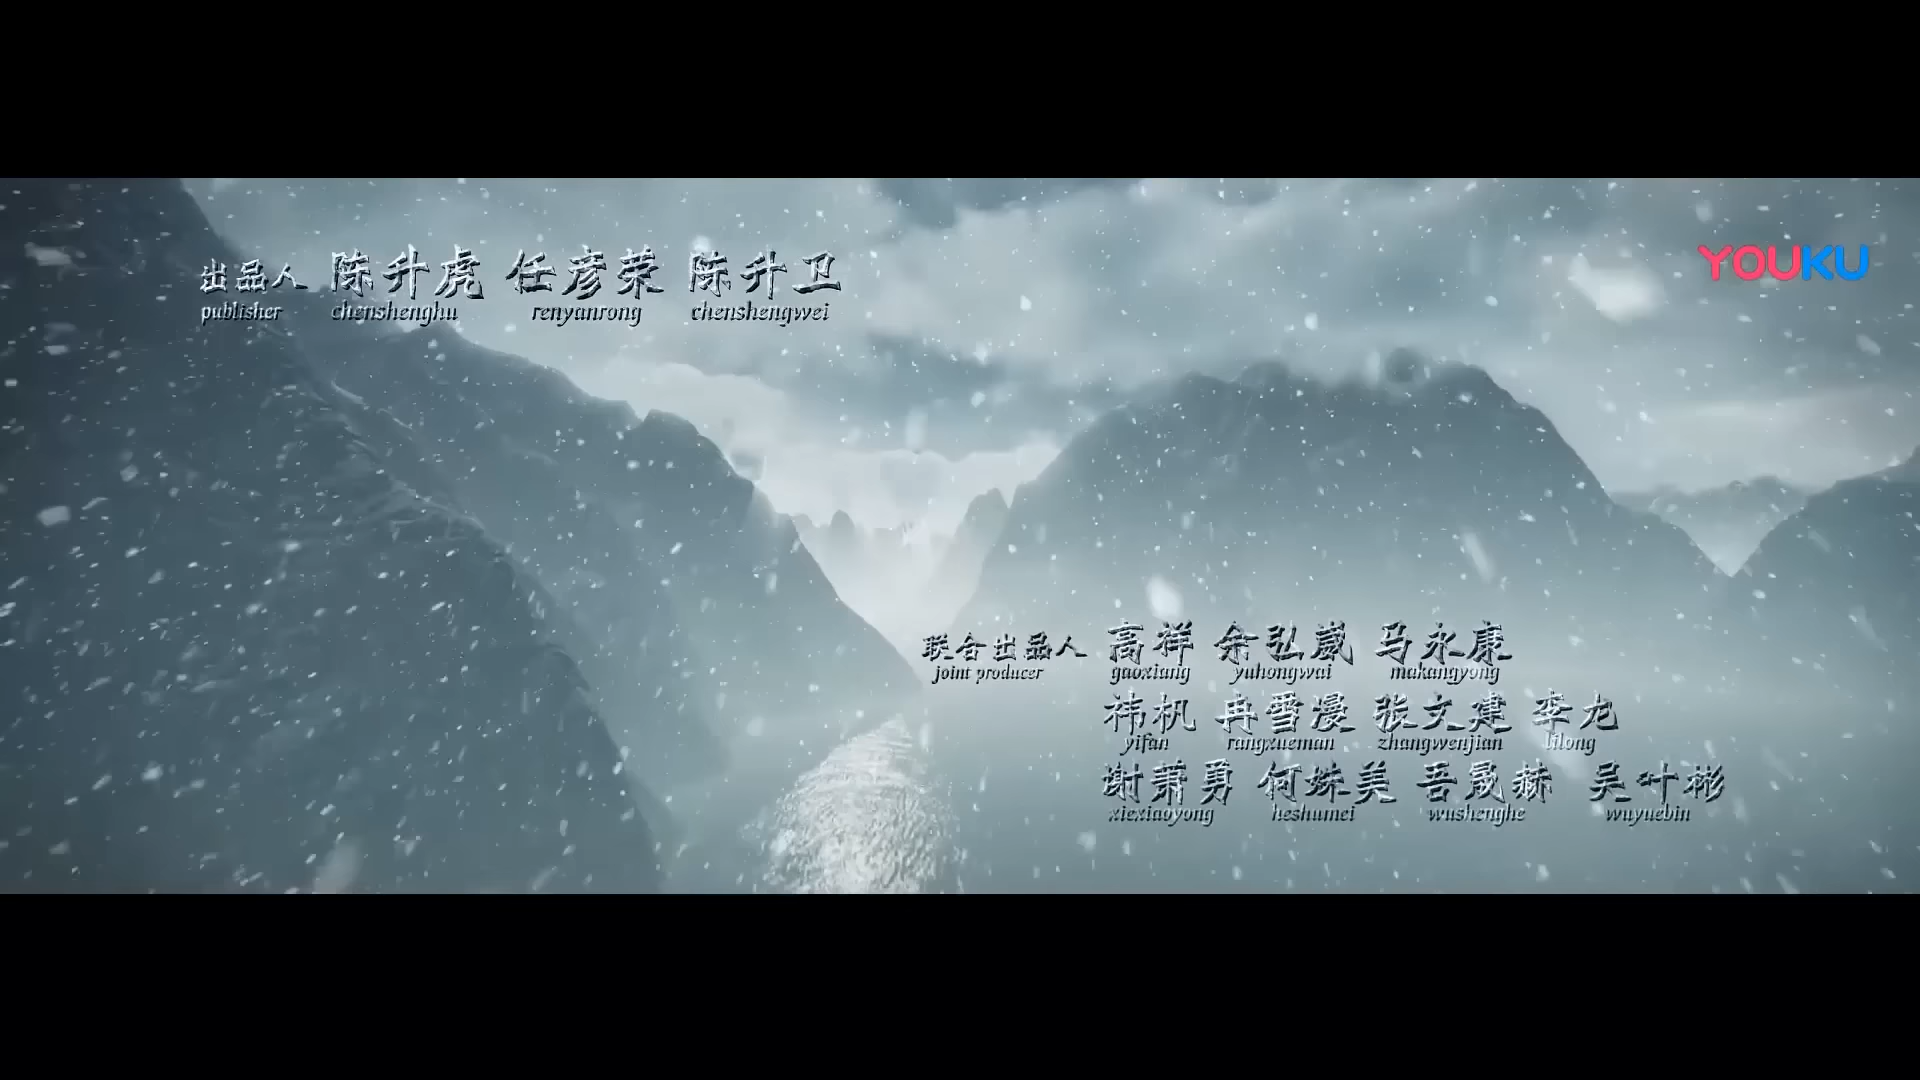 出品人 陈升虎 任彦荣 陈升卫
publisher chenshenghu renyanrong chenshengwei
YOUKU
联合出品人 高祥 余弘崴 马永康
joint producer gaoxiang yuhongwai makangyong
祎机 冉雪漫 张文建 李龙
yifan rangxueman zhangwenjian lilong
谢萧勇 何姝美 吾晟赫 吴叶彬
xiexiaoyong heshumei wushenghe wuyuebin